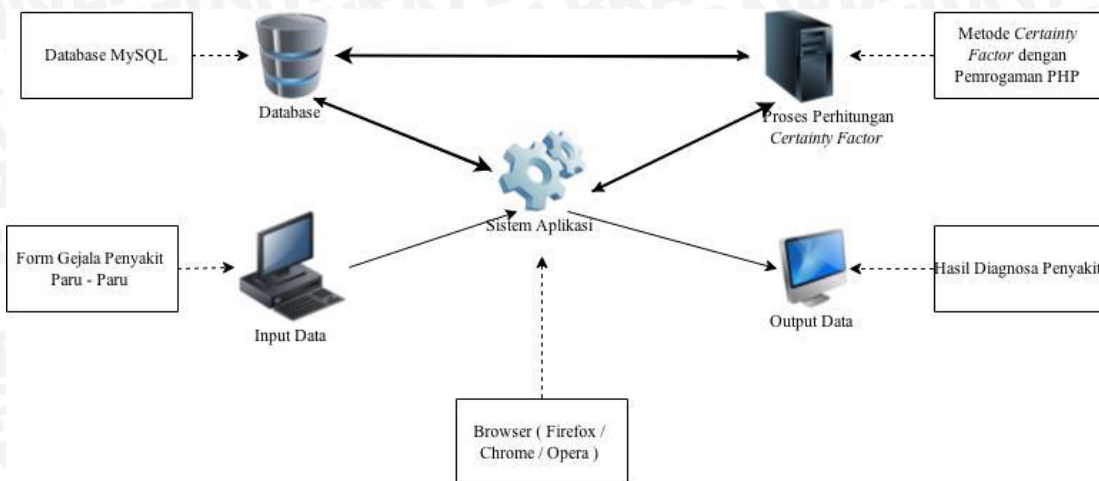 Database MySQL
Database
Metode Certainty
Factor dengan
Pemrogaman PHP
Proses Perhitungan
Certainty Factor
Sistem Aplikasi
Form Gejala Penyakit
Paru - Paru
Input Data
Output Data
Hasil Diagnosa Penyakit
Browser ( Firefox /
Chrome / Opera )